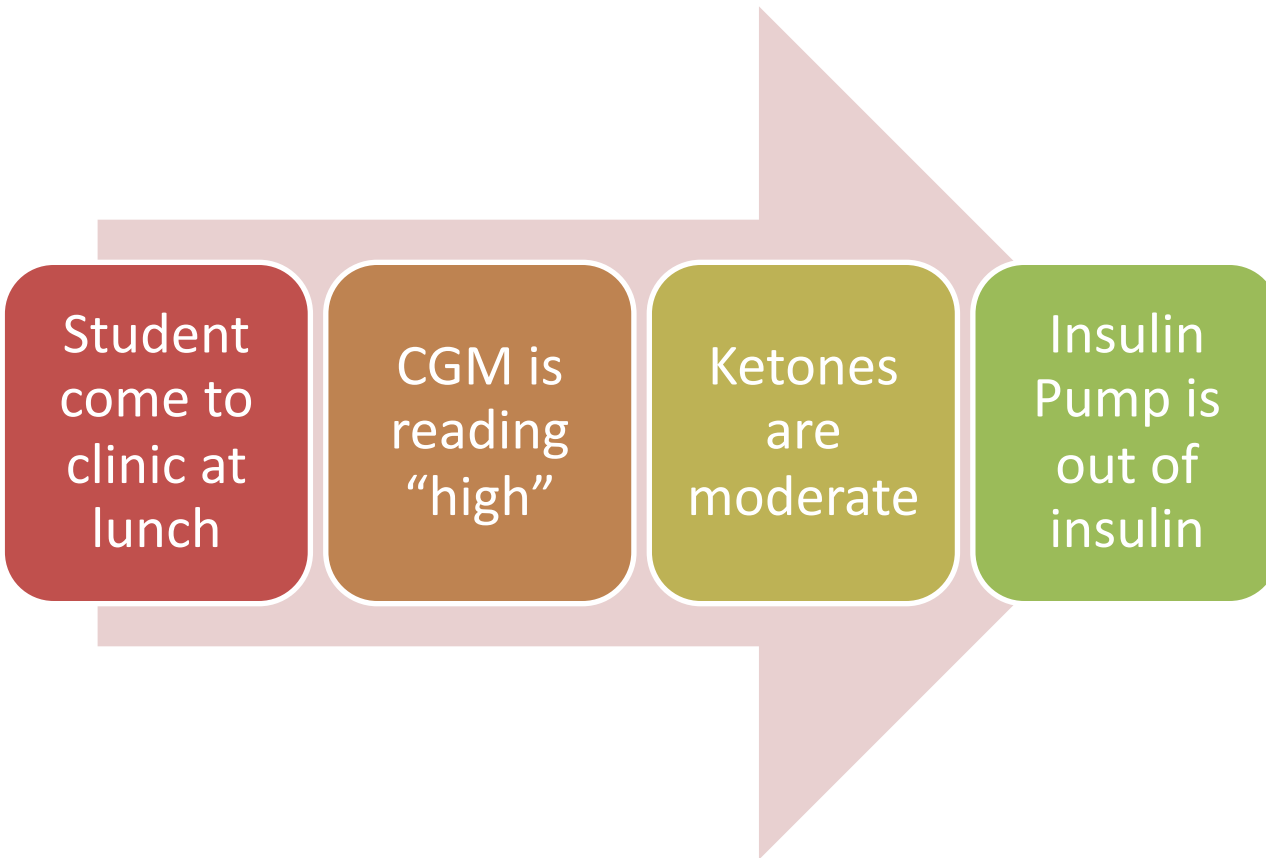 Student
come to
clinic at
lunch
CGM is
reading
“high”
Ketones
are
moderate
Insulin
Pump is
out of
insulin